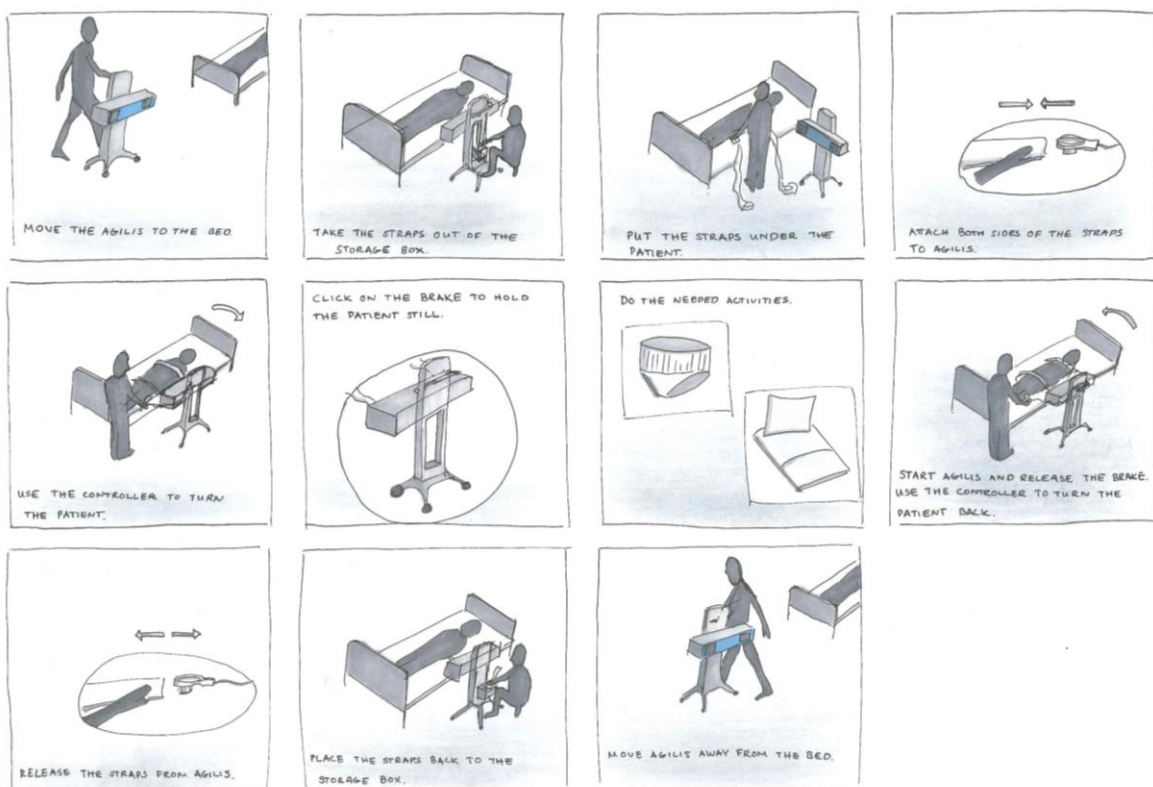 MOVE THE AGILIS TO THE BED.
TAKE THE STRAPS OUT OF THE
STORAGE BOX.
PUT THE STRAPS UNDER THE
PATIENT.
ATTACH BOTH SIDES OF THE STRAPS
TO AGILIS.
USE THE CONTROLLER TO TURN
THE PATIENT.
CLICK ON THE BRAKE TO HOLD
THE PATIENT STILL.
DO THE NEEDED ACTIVITIES.
START AGILIS AND RELEASE THE BRAKE.
USE THE CONTROLLER TO TURN THE
PATIENT BACK.
RELEASE THE STRAPS FROM AGILIS.
PLACE THE STRAPS BACK TO THE
STORAGE BOX.
MOVE AGILIS AWAY FROM THE BED.